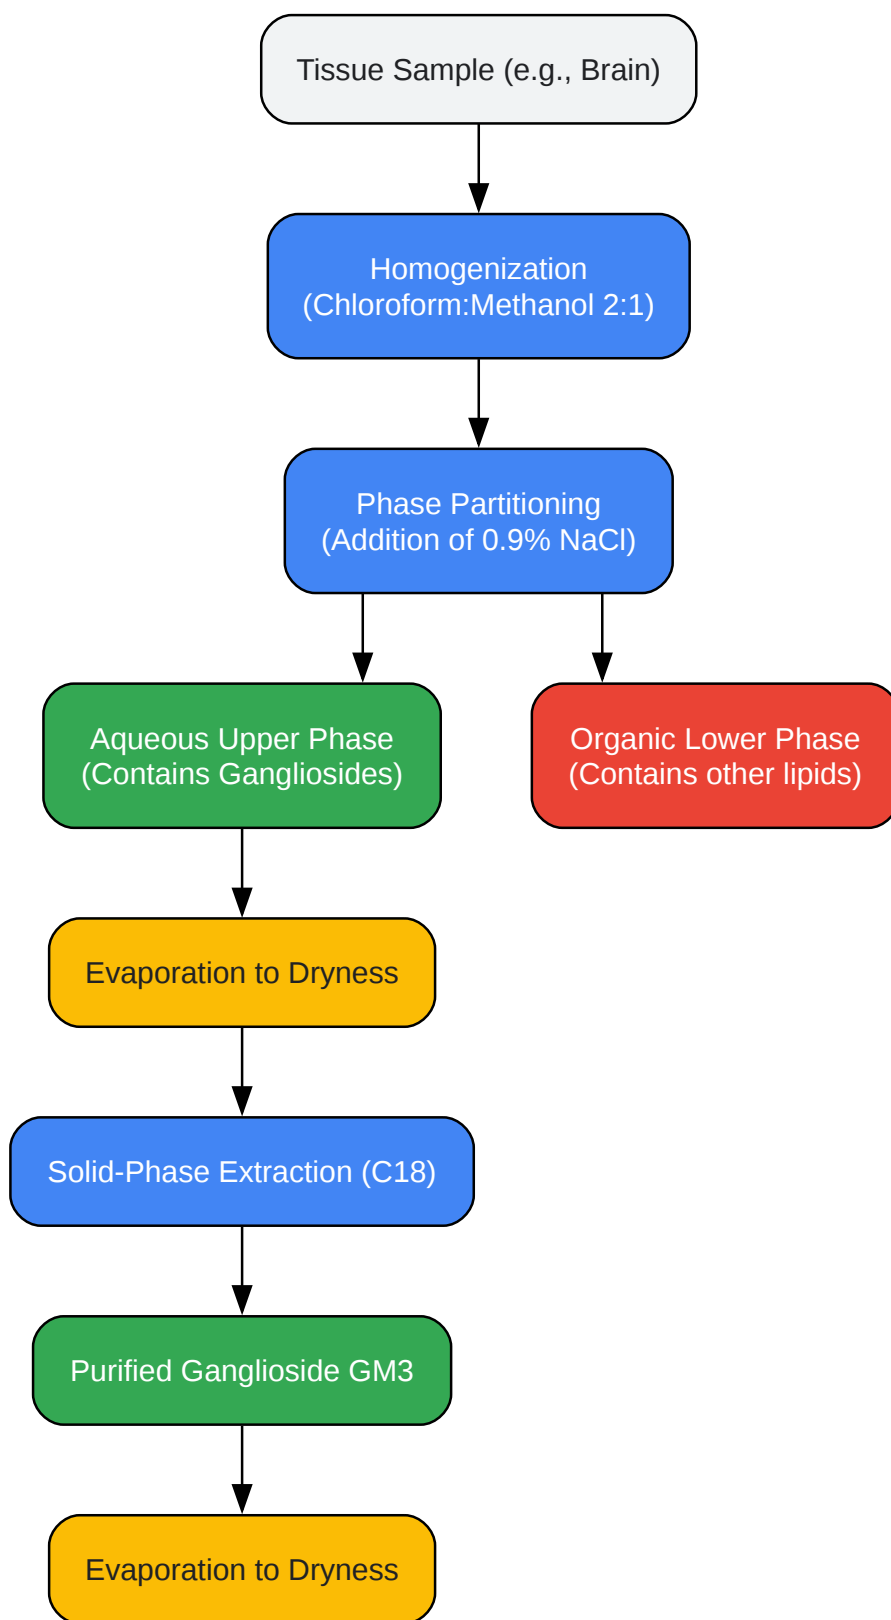 Tissue Sample (e.g., Brain)
Homogenization
(Chloroform:Methanol 2:1)
Phase Partitioning
(Addition of 0.9% NaCl)
Aqueous Upper Phase
(Contains Gangliosides)
Organic Lower Phase
(Contains other lipids)
Evaporation to Dryness
Solid-Phase Extraction (C18)
Purified Ganglioside GM3
Evaporation to Dryness